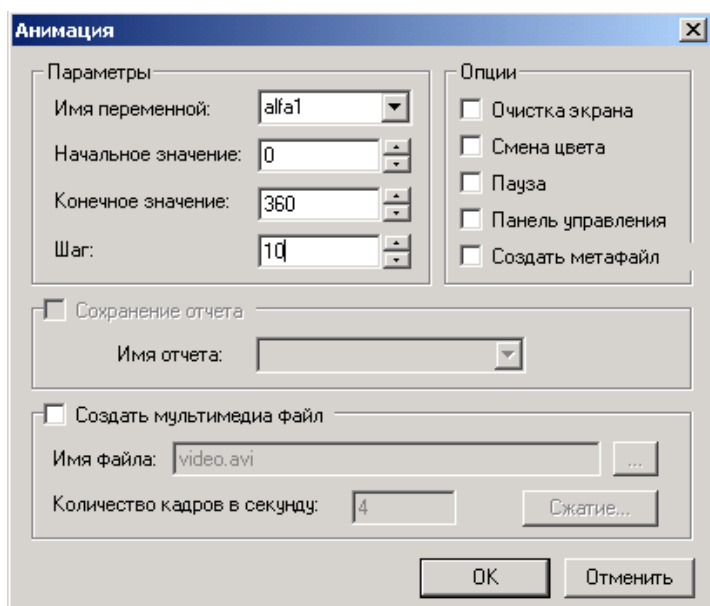 Анимация
Параметры
Имя переменной: alfa1
Начальное значение: 0
Конечное значение: 360
Шаг: 10
Опции
Очистка экрана
Смена цвета
Пауза
Панель управления
Создать метафайл
Сохранение отчета
Имя отчета:
Создать мультимедиа файл
Имя файла: video.avi ...
Количество кадров в секунду: 4 Сжатие...
OK Отменить